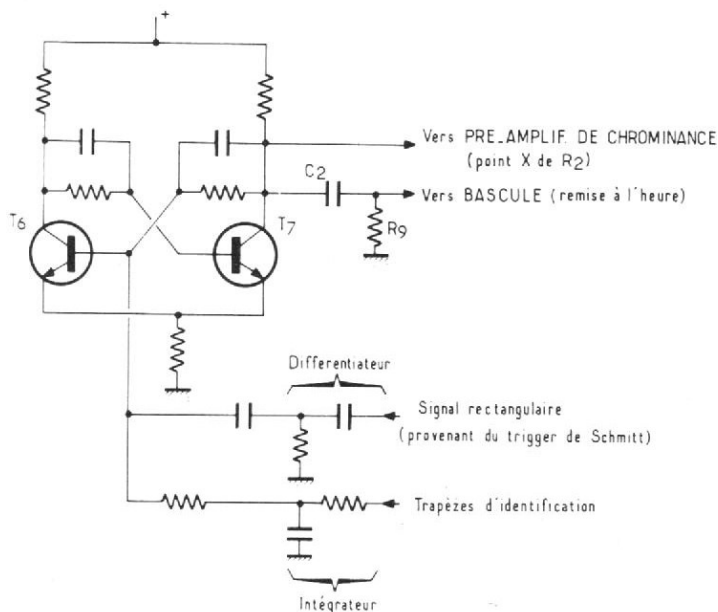 +
Vers PRE_AMPLIF. DE CHROMINANCE
(point X de R2)
C2
Vers BASCULE (remise à l'heure)
T6
T7
R9
Differentiateur
Signal rectangulaire
(provenant du trigger de Schmitt)
Trapèzes d'identification
Intégrateur